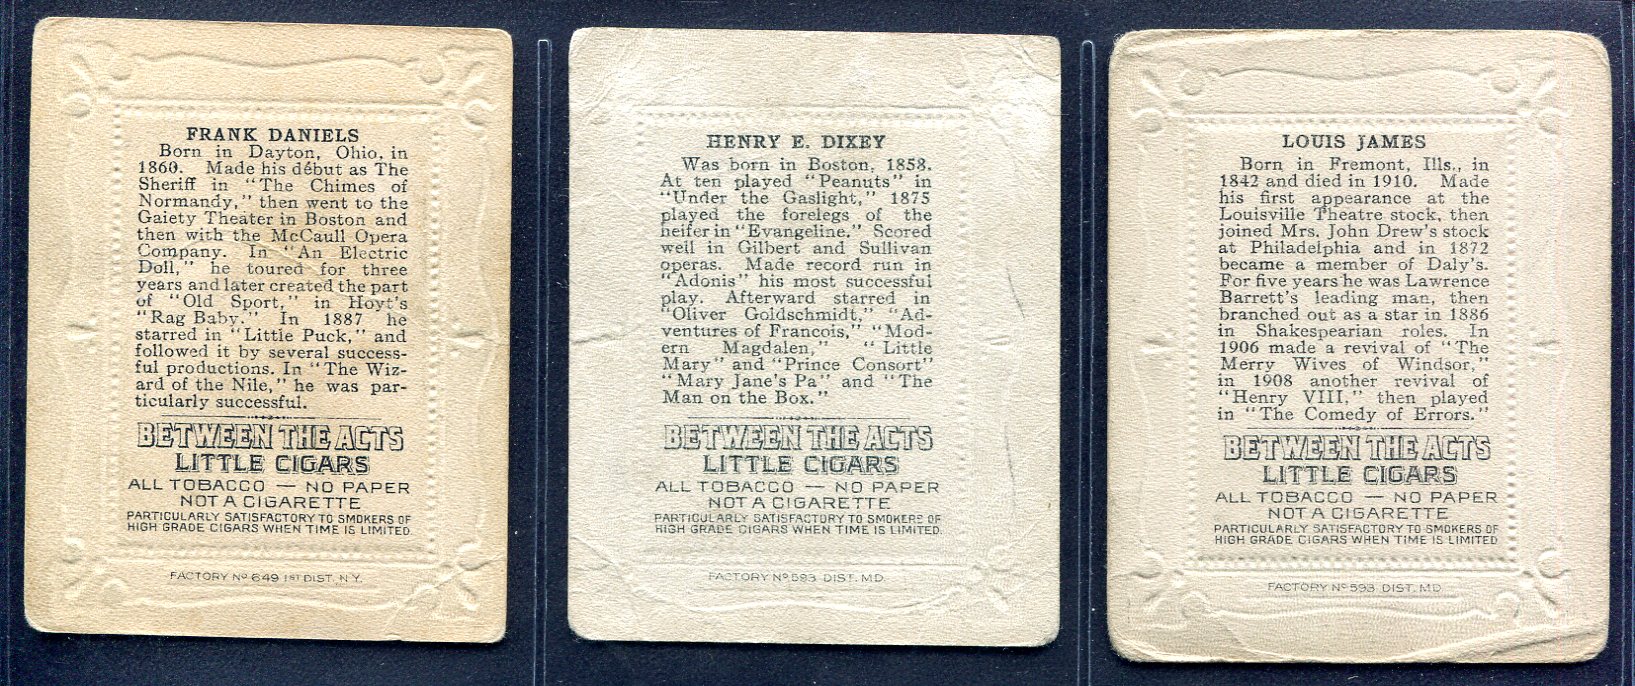 FRANK DANIELS
Born in Dayton, Ohio, in
1860. Made his début as The
Sheriff in "The Chimes of
Normandy," then went to the
Gaiety Theater in Boston and
then with the McCaull Opera
Company. In "An Electric
Doll," he toured for three
years and later created the part
of "Old Sport," in Hoyt's
"Rag Baby." In 1887 he
starred in "Little Puck," and
followed it by several success-
ful productions. In "The Wiz-
ard of the Nile," he was par-
ticularly successful.
BETWEEN THE ACTS
LITTLE CIGARS
ALL TOBACCO — NO PAPER
NOT A CIGARETTE
PARTICULARLY SATISFACTORY TO SMOKERS OF
HIGH GRADE CIGARS WHEN TIME IS LIMITED.
FACTORY Nº 649 1ST DIST. N.Y.
HENRY E. DIXEY
Was born in Boston, 1858.
At ten played "Peanuts" in
"Under the Gaslight," 1875
played the forelegs of the
heifer in "Evangeline." Scored
well in Gilbert and Sullivan
operas. Made record run in
"Adonis" his most successful
play. Afterward starred in
"Oliver Goldschmidt," "Ad-
ventures of Francois," "Mod-
ern Magdalen," "Little
Mary" and "Prince Consort"
"Mary Jane's Pa" and "The
Man on the Box."
BETWEEN THE ACTS
LITTLE CIGARS
ALL TOBACCO — NO PAPER
NOT A CIGARETTE
PARTICULARLY SATISFACTORY TO SMOKERS OF
HIGH GRADE CIGARS WHEN TIME IS LIMITED.
FACTORY Nº 593 DIST. MD.
LOUIS JAMES
Born in Fremont, Ills., in
1842 and died in 1910. Made
his first appearance at the
Louisville Theatre stock, then
joined Mrs. John Drew's stock
at Philadelphia and in 1872
became a member of Daly's.
For five years he was Lawrence
Barrett's leading man, then
branched out as a star in 1886
in Shakespearian roles. In
1906 made a revival of "The
Merry Wives of Windsor,"
in 1908 another revival of
"Henry VIII," then played
in "The Comedy of Errors."
BETWEEN THE ACTS
LITTLE CIGARS
ALL TOBACCO — NO PAPER
NOT A CIGARETTE
PARTICULARLY SATISFACTORY TO SMOKERS OF
HIGH GRADE CIGARS WHEN TIME IS LIMITED
FACTORY Nº 593 DIST. MD